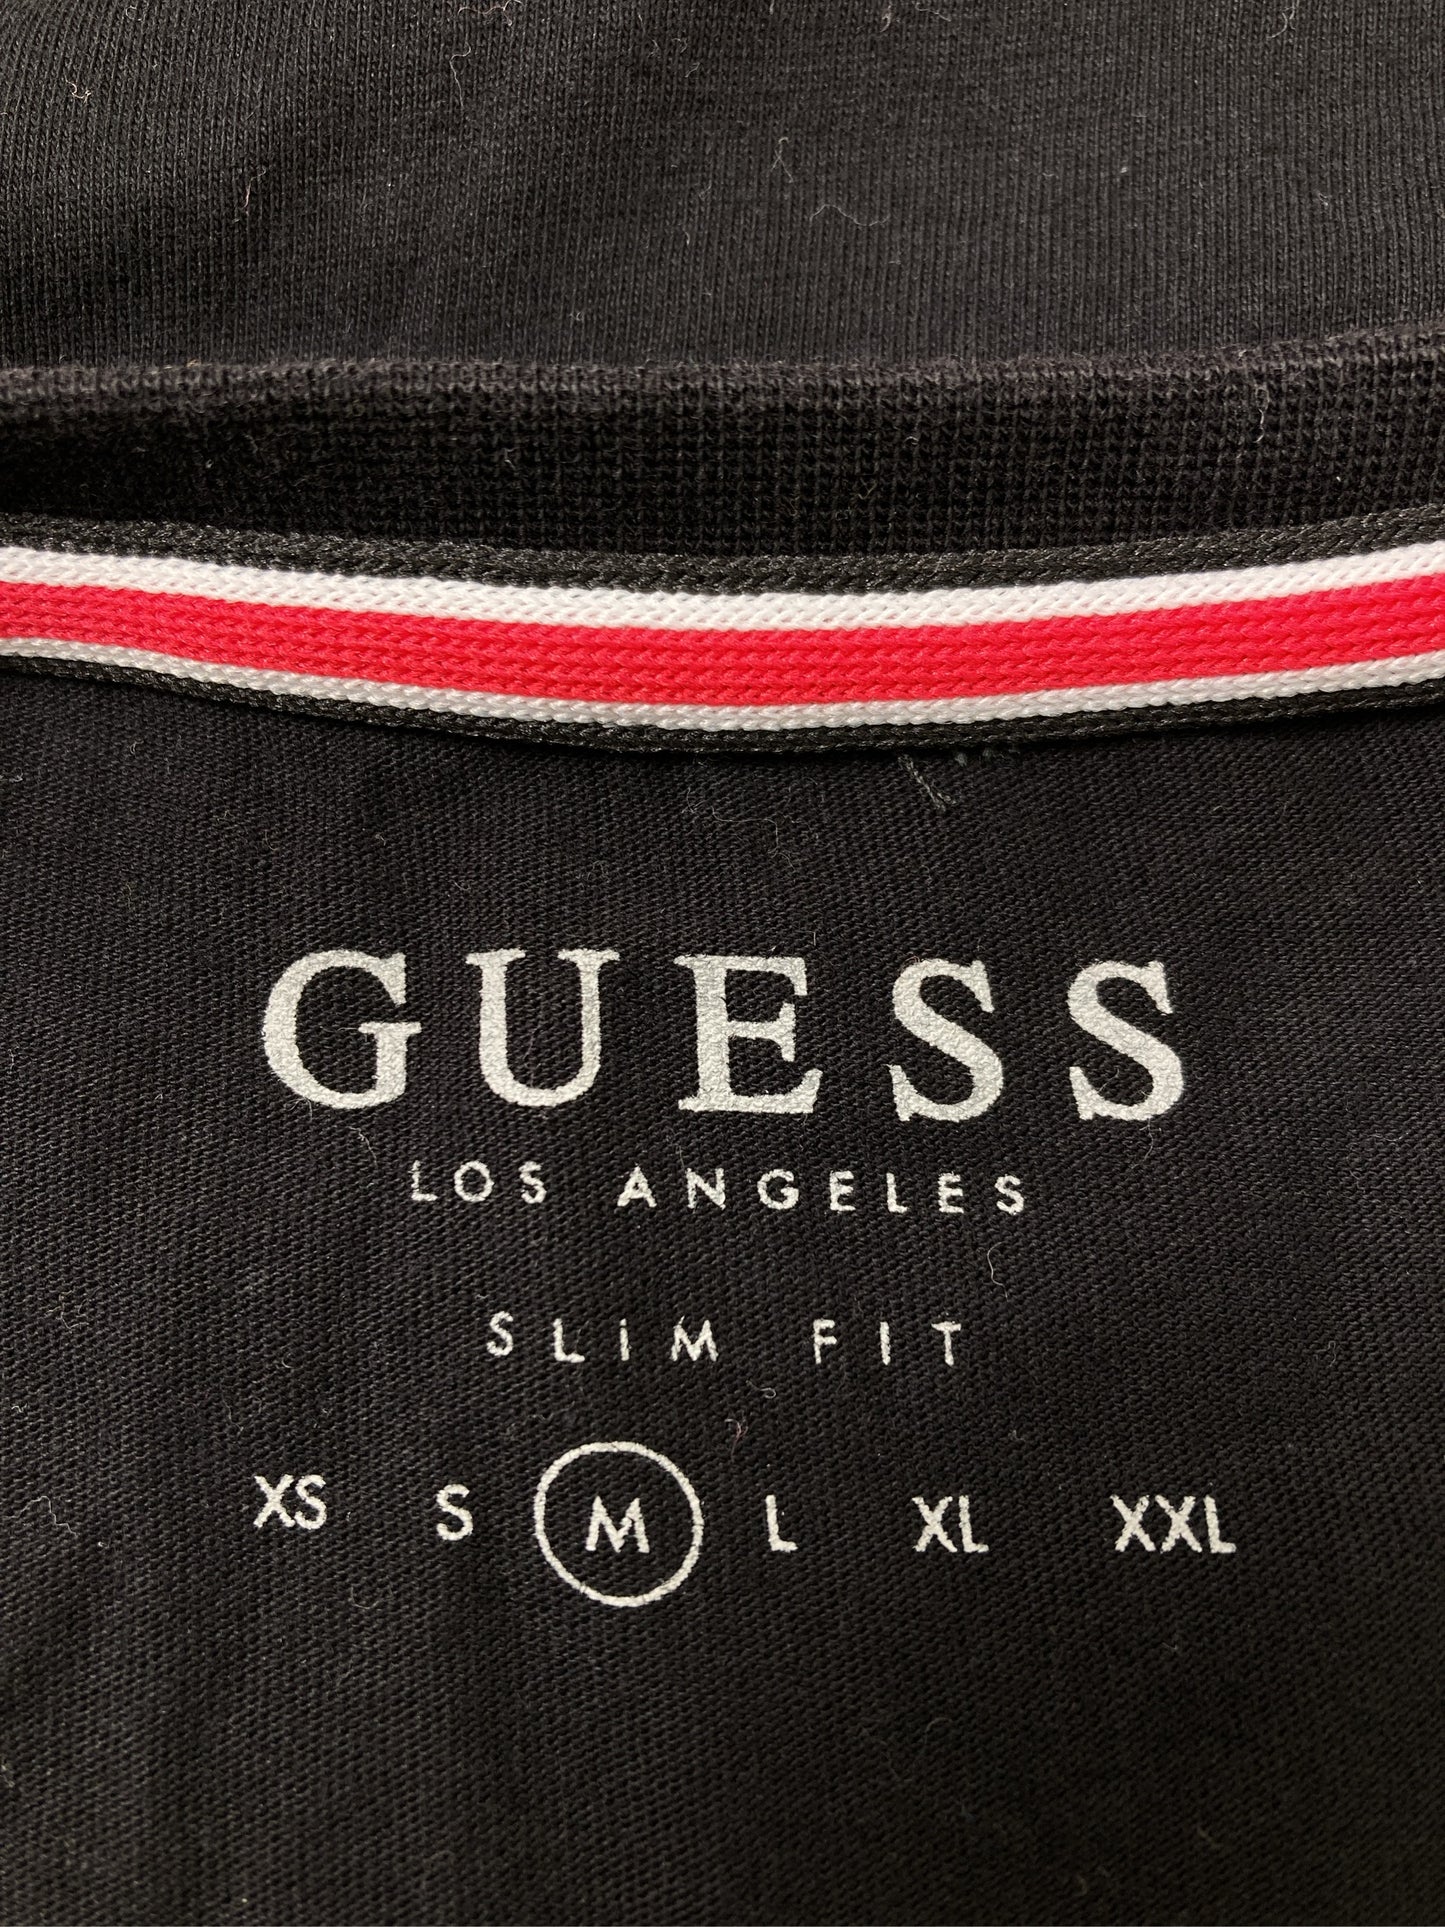 GUESS
LOS ANGELES
SLIM FIT
XS S M L XL XXL